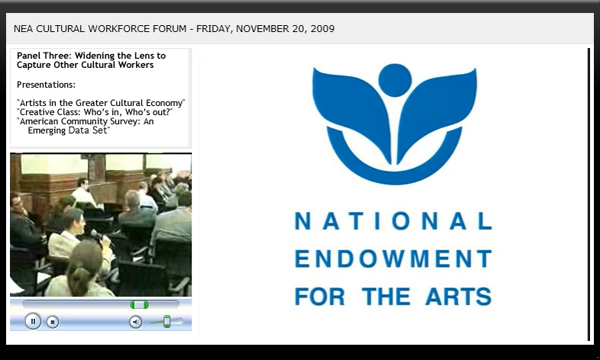 NEA CULTURAL WORKFORCE FORUM - FRIDAY, NOVEMBER 20, 2009
Panel Three: Widening the Lens to
Capture Other Cultural Workers
Presentations:
"Artists in the Greater Cultural Economy"
"Creative Class: Who's in, Who's out?"
"American Community Survey: An
Emerging Data Set"
NATIONAL
ENDOWMENT
FOR THE ARTS